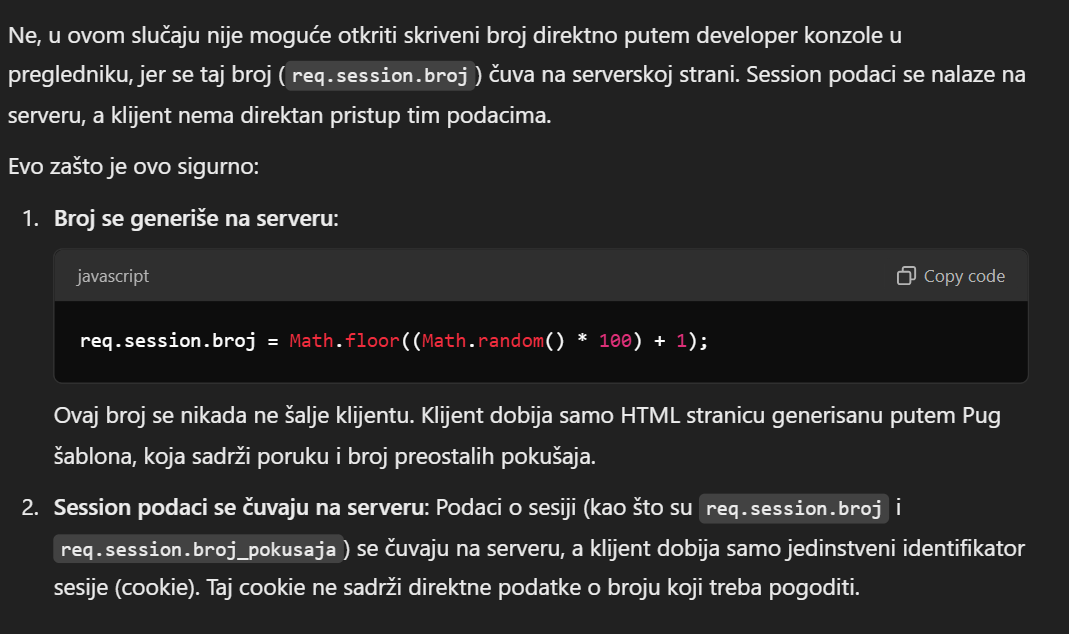 Ne, u ovom slučaju nije moguće otkriti skriveni broj direktno putem developer konzole u
pregledniku, jer se taj broj (req.session.broj) čuva na serverskoj strani. Session podaci se nalaze na
serveru, a klijent nema direktan pristup tim podacima.
Evo zašto je ovo sigurno:
1. Broj se generiše na serveru:
javascript
Copy code
req.session.broj = Math.floor((Math.random() * 100) + 1);
Ovaj broj se nikada ne šalje klijentu. Klijent dobija samo HTML stranicu generisanu putem Pug
šablona, koja sadrži poruku i broj preostalih pokušaja.
2. Session podaci se čuvaju na serveru: Podaci o sesiji (kao što su req.session.broj i
req.session.broj_pokusaja) se čuvaju na serveru, a klijent dobija samo jedinstveni identifikator
sesije (cookie). Taj cookie ne sadrži direktne podatke o broju koji treba pogoditi.